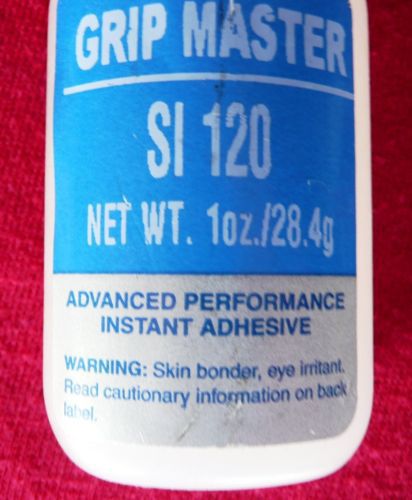 GRIP MASTER
SI 120
NET WT. 1oz./28.4g
ADVANCED PERFORMANCE
INSTANT ADHESIVE
WARNING: Skin bonder, eye irritant.
Read cautionary information on back
label.